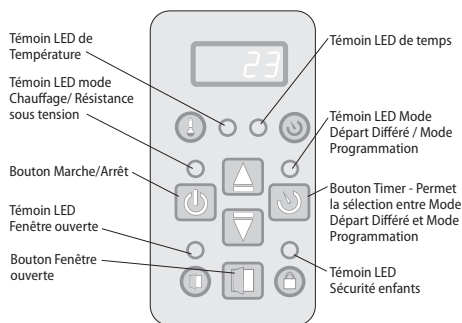 Témoin LED de
Température
Témoin LED mode
Chauffage/ Résistance
sous tension
Bouton Marche/Arrêt
Témoin LED
Fenêtre ouverte
Bouton Fenêtre
ouverte
23
Témoin LED de temps
Témoin LED Mode
Départ Différé / Mode
Programmation
Bouton Timer - Permet
la sélection entre Mode
Départ Différé et Mode
Programmation
Témoin LED
Sécurité enfants